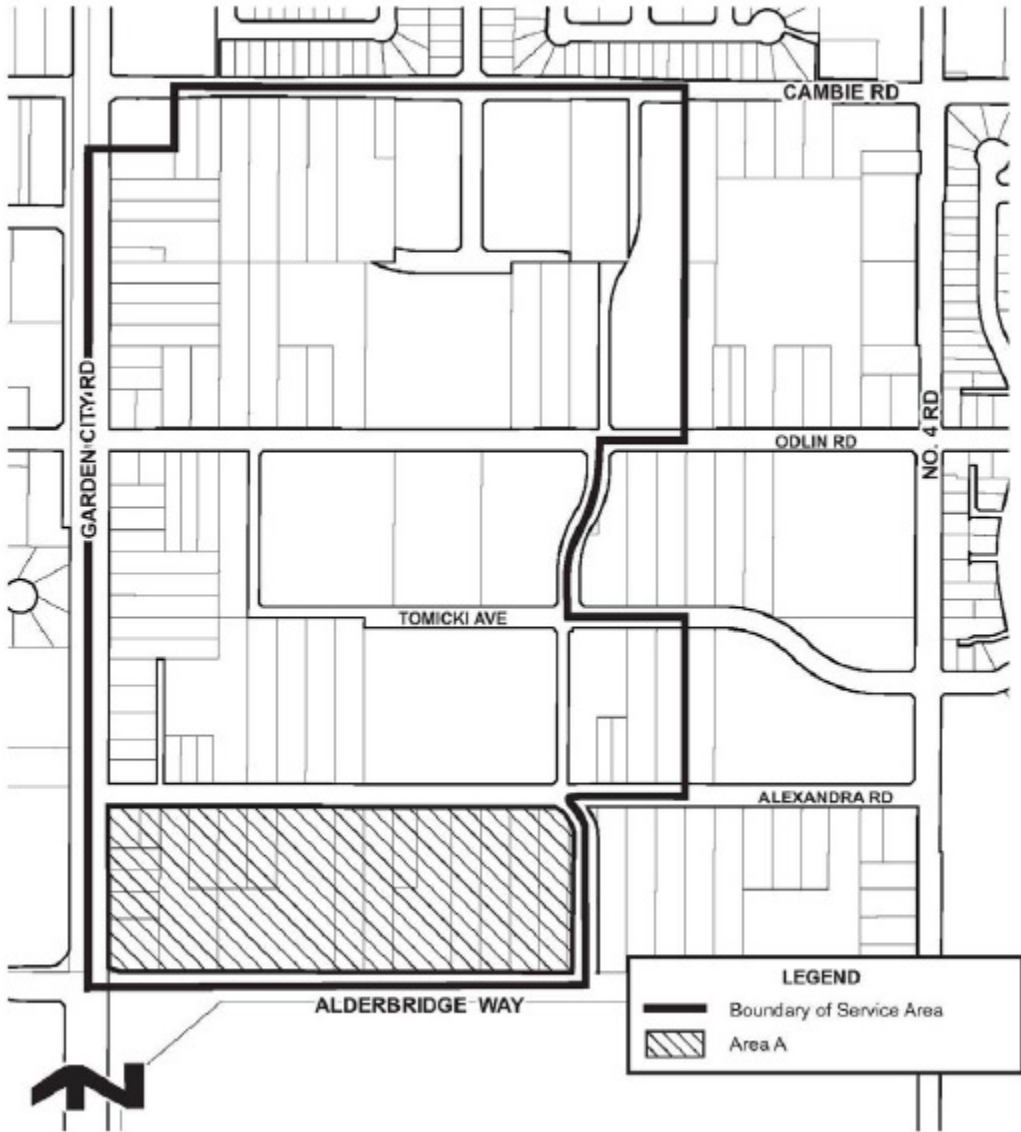 CAMBIE RD
GARDEN CITY RD
NO. 4 RD
ODLIN RD
TOMICKI AVE
ALEXANDRA RD
ALDERBRIDGE WAY
LEGEND
Boundary of Service Area
Area A
N